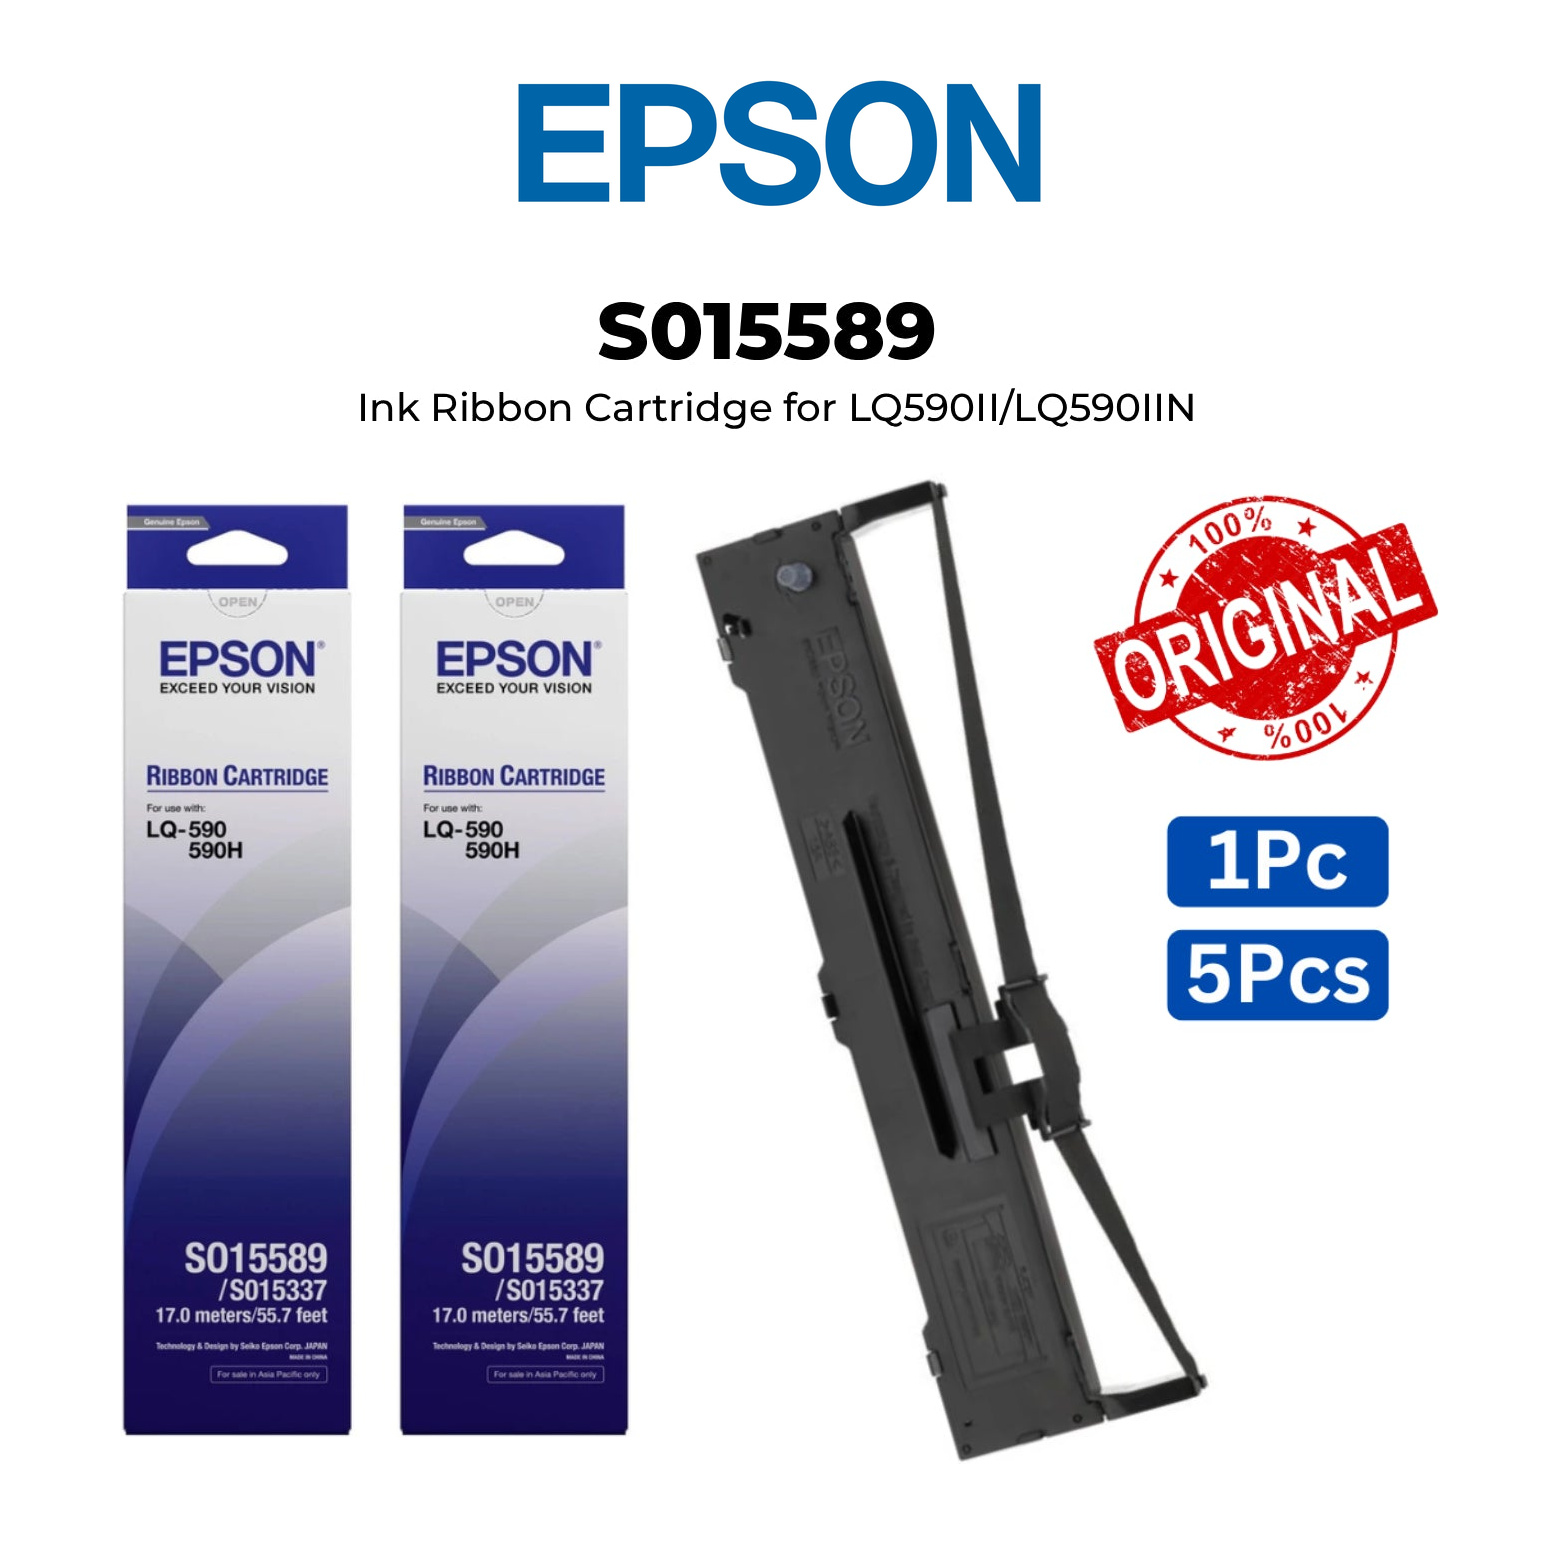 EPSON
S015589
Ink Ribbon Cartridge for LQ590II/LQ590IIN
Genuine Epson
OPEN
EPSON®
EXCEED YOUR VISION
RIBBON CARTRIDGE
For use with:
LQ-590
590H
S015589
/S015337
17.0 meters/55.7 feet
Technology & Design by Seiko Epson Corp. JAPAN
MADE IN CHINA
For sale in Asia Pacific only
Genuine Epson
OPEN
EPSON®
EXCEED YOUR VISION
RIBBON CARTRIDGE
For use with:
LQ-590
590H
S015589
/S015337
17.0 meters/55.7 feet
Technology & Design by Seiko Epson Corp. JAPAN
MADE IN CHINA
For sale in Asia Pacific only
EPSON
100%
ORIGINAL
100%
1Pc
5Pcs